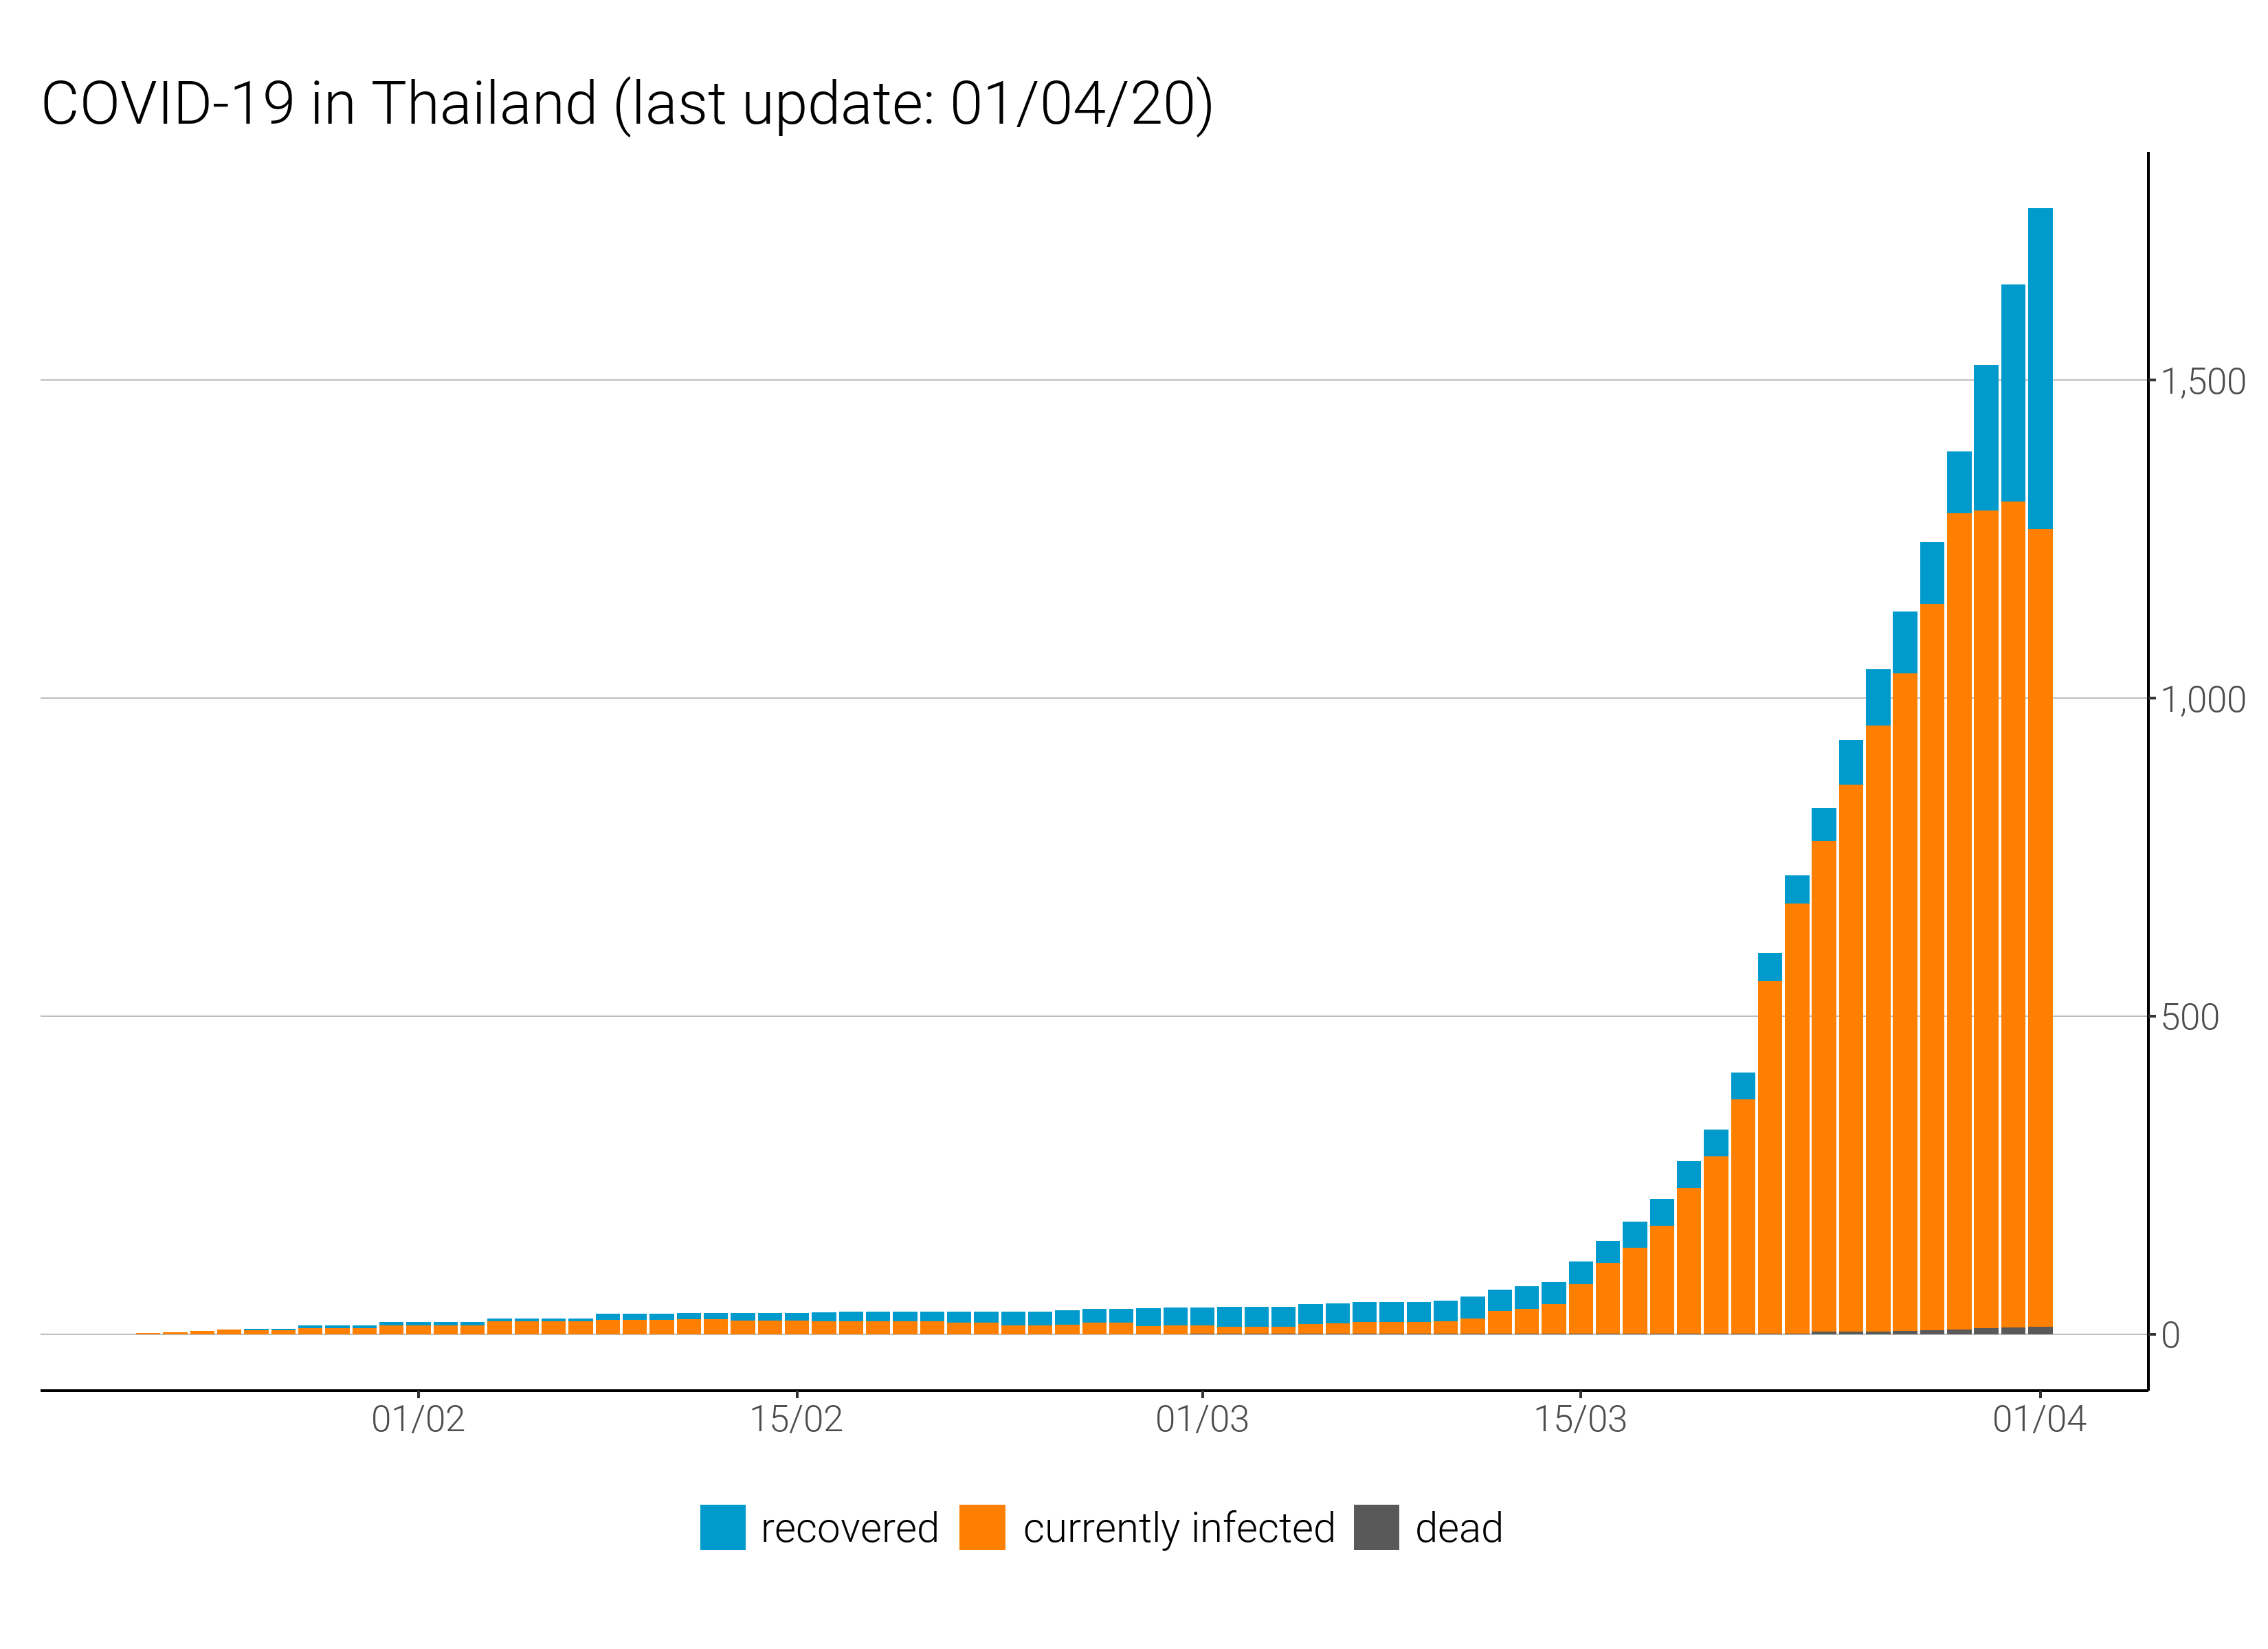 COVID-19 in Thailand (last update: 01/04/20)
1,500
1,000
500
0
01/02 15/02 01/03 15/03 01/04
recovered currently infected dead